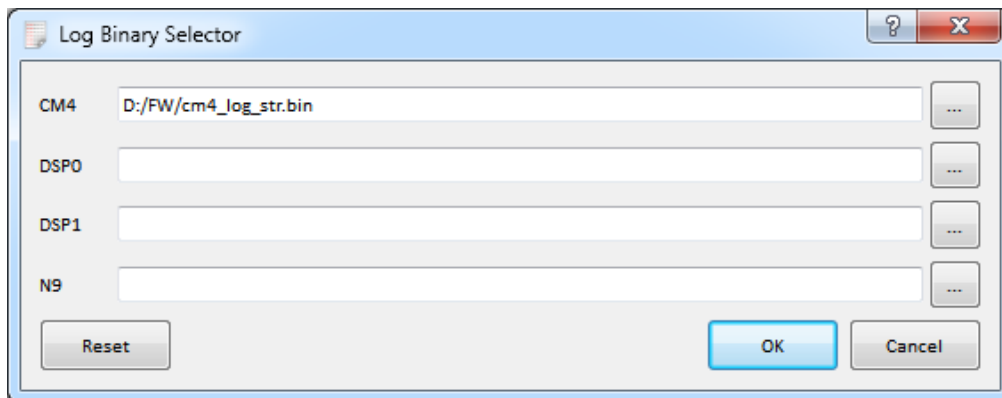 Log Binary Selector
?
X
CM4 D:/FW/cm4_log_str.bin ...
DSP0 ...
DSP1 ...
N9 ...
Reset OK Cancel